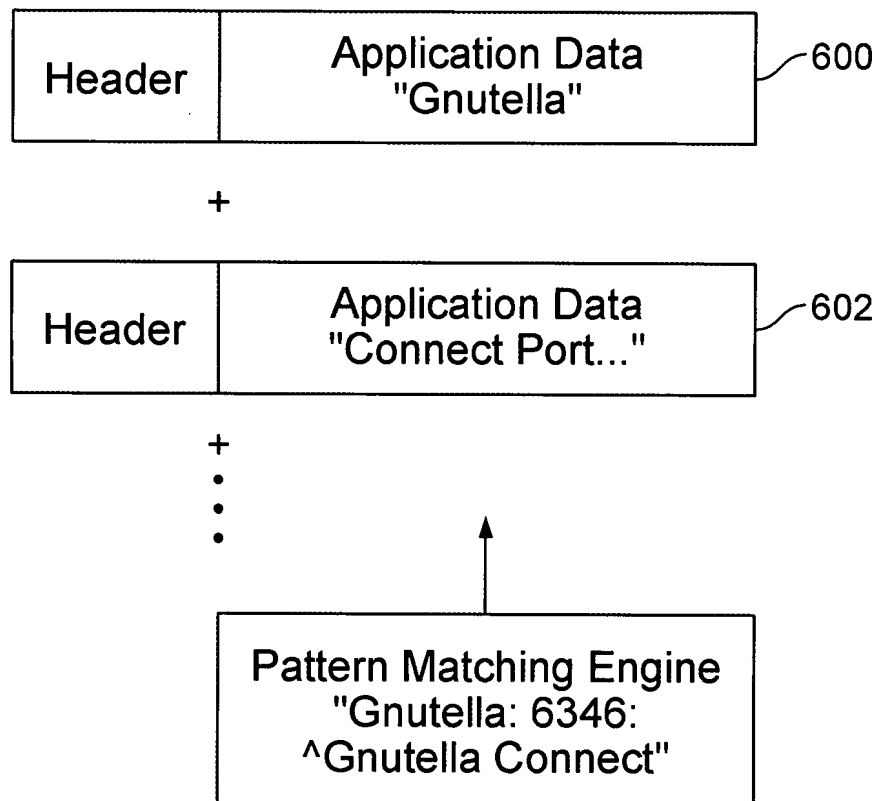 Header
Application Data
"Gnutella"
600
+
Header
Application Data
"Connect Port..."
602
+
Pattern Matching Engine
"Gnutella: 6346:
^Gnutella Connect"